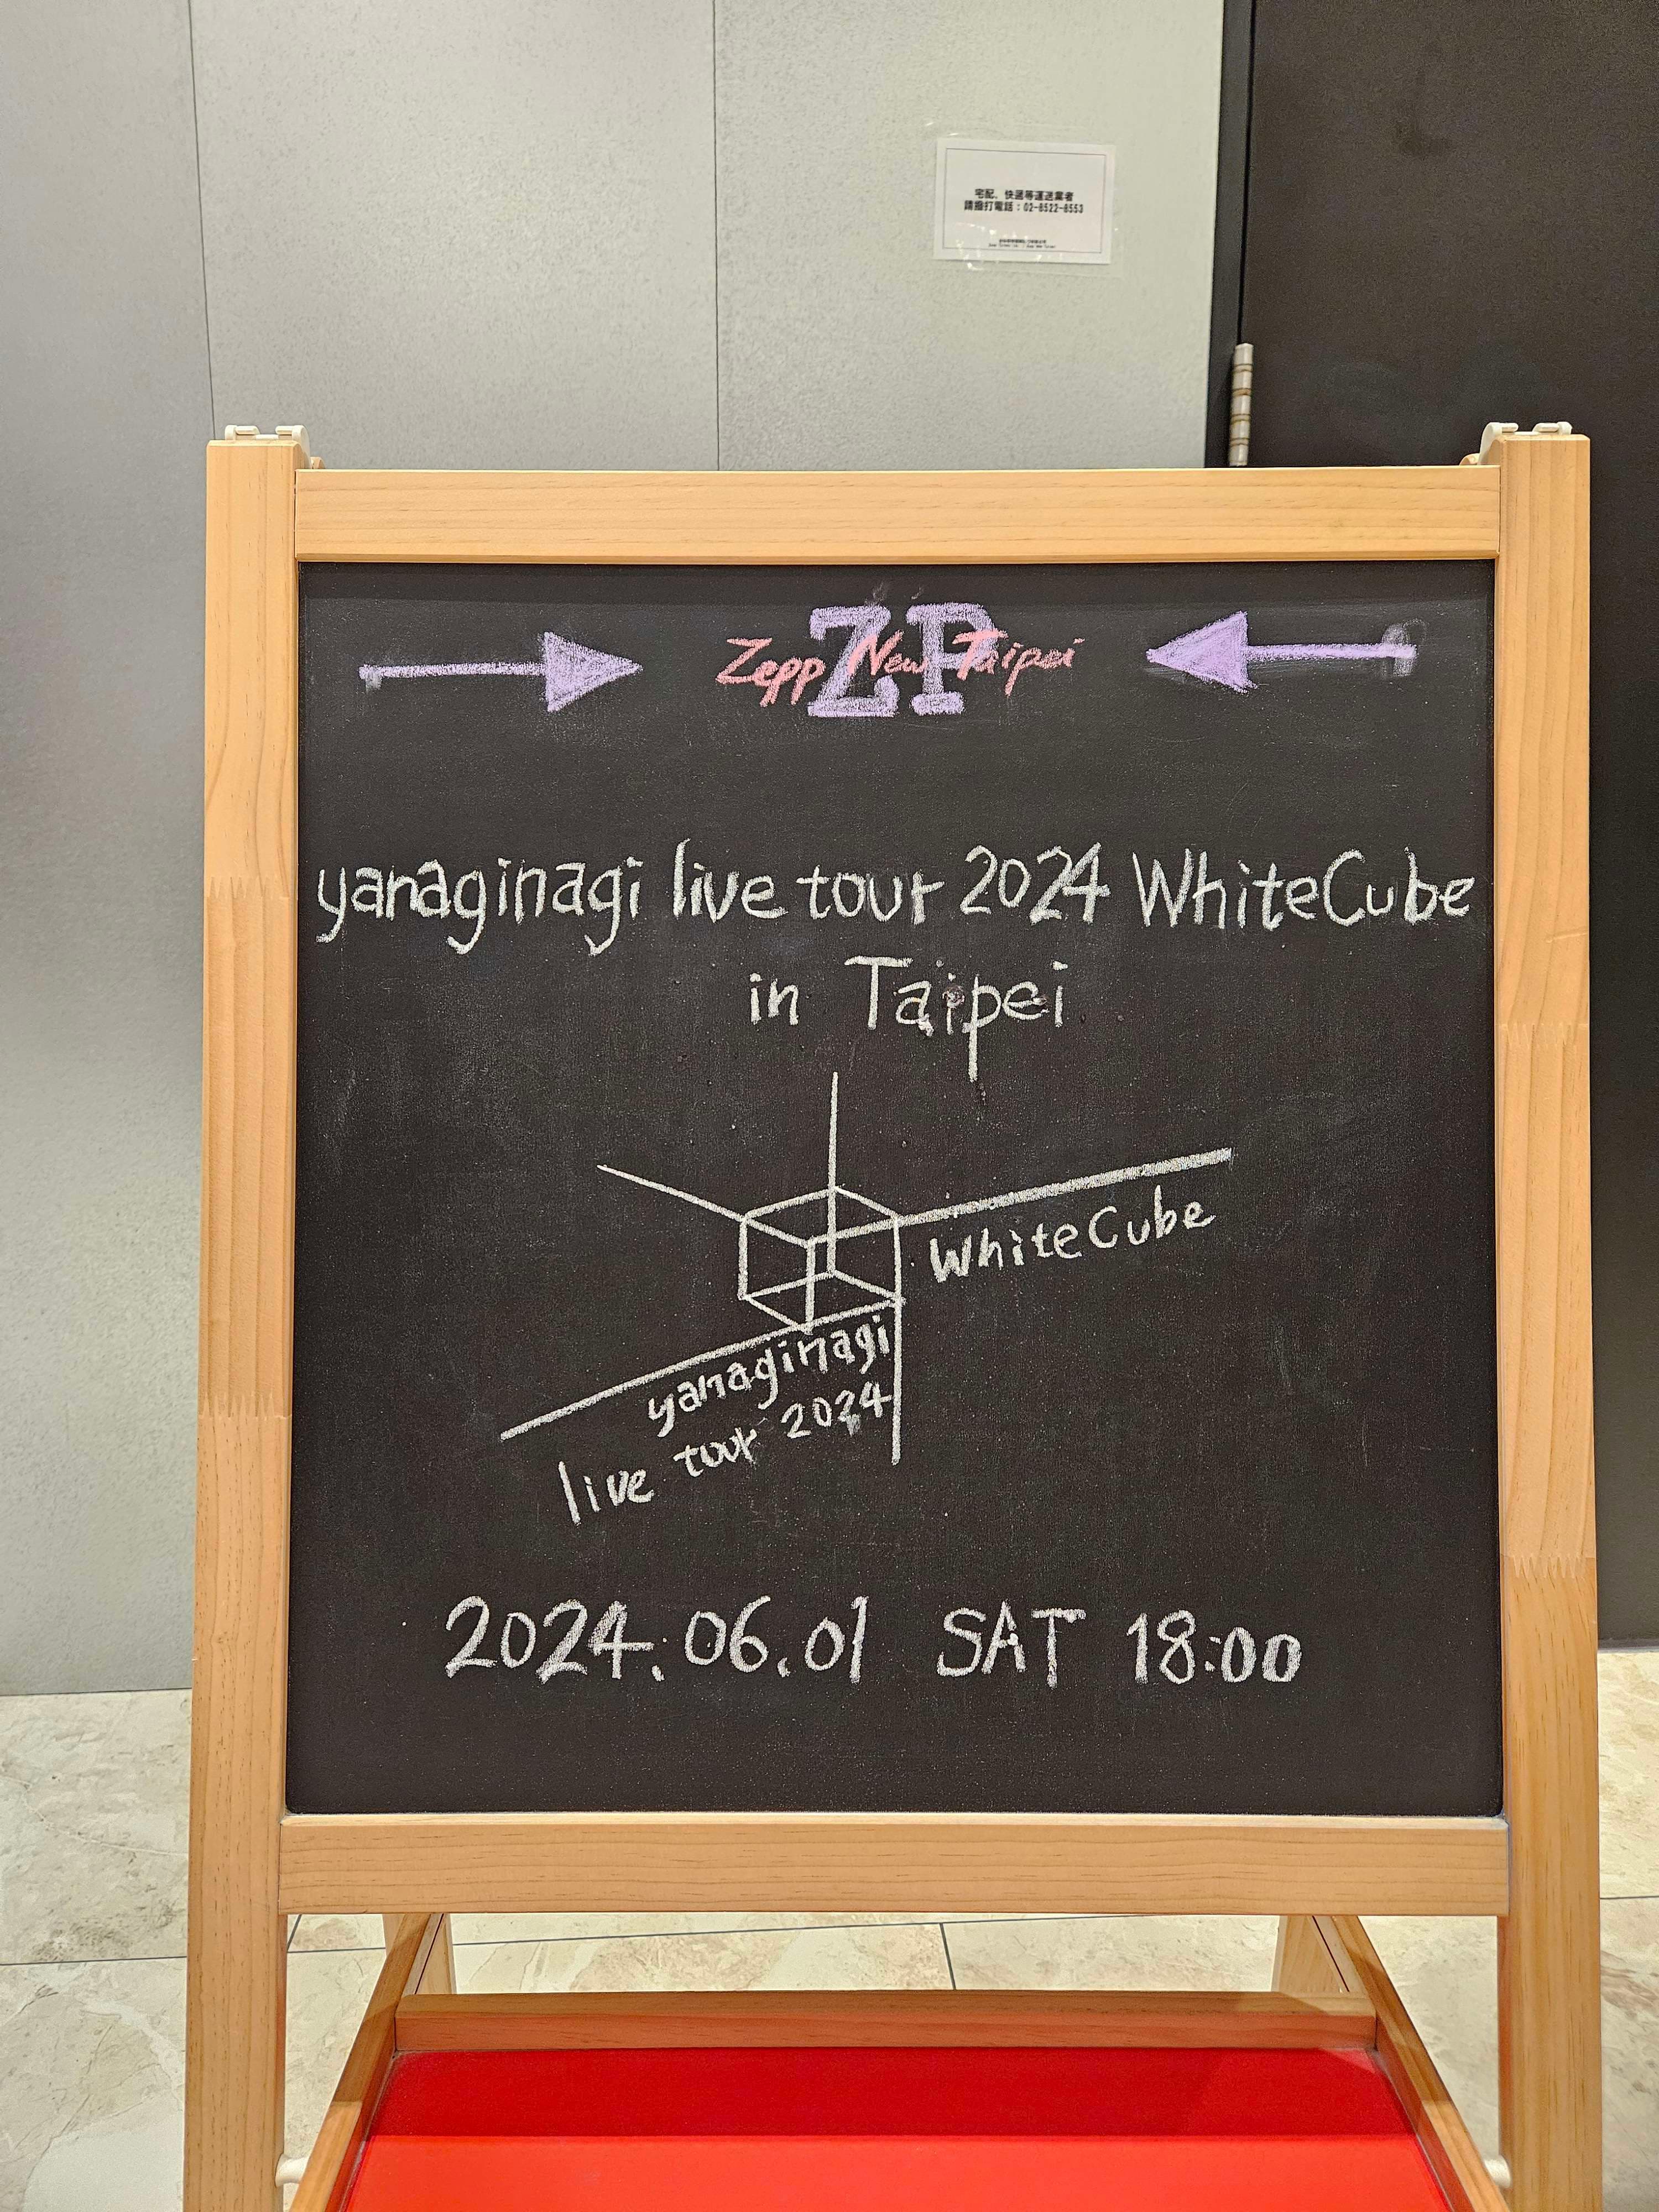 宅配、快遞等運送業者
請撥打電話：02-8522-8553
ZP
Zepp New Taipei
yanaginagi live tour 2024 WhiteCube
in Taipei
WhiteCube
yanaginagi
live tour 2024
2024.06.01 SAT 18:00